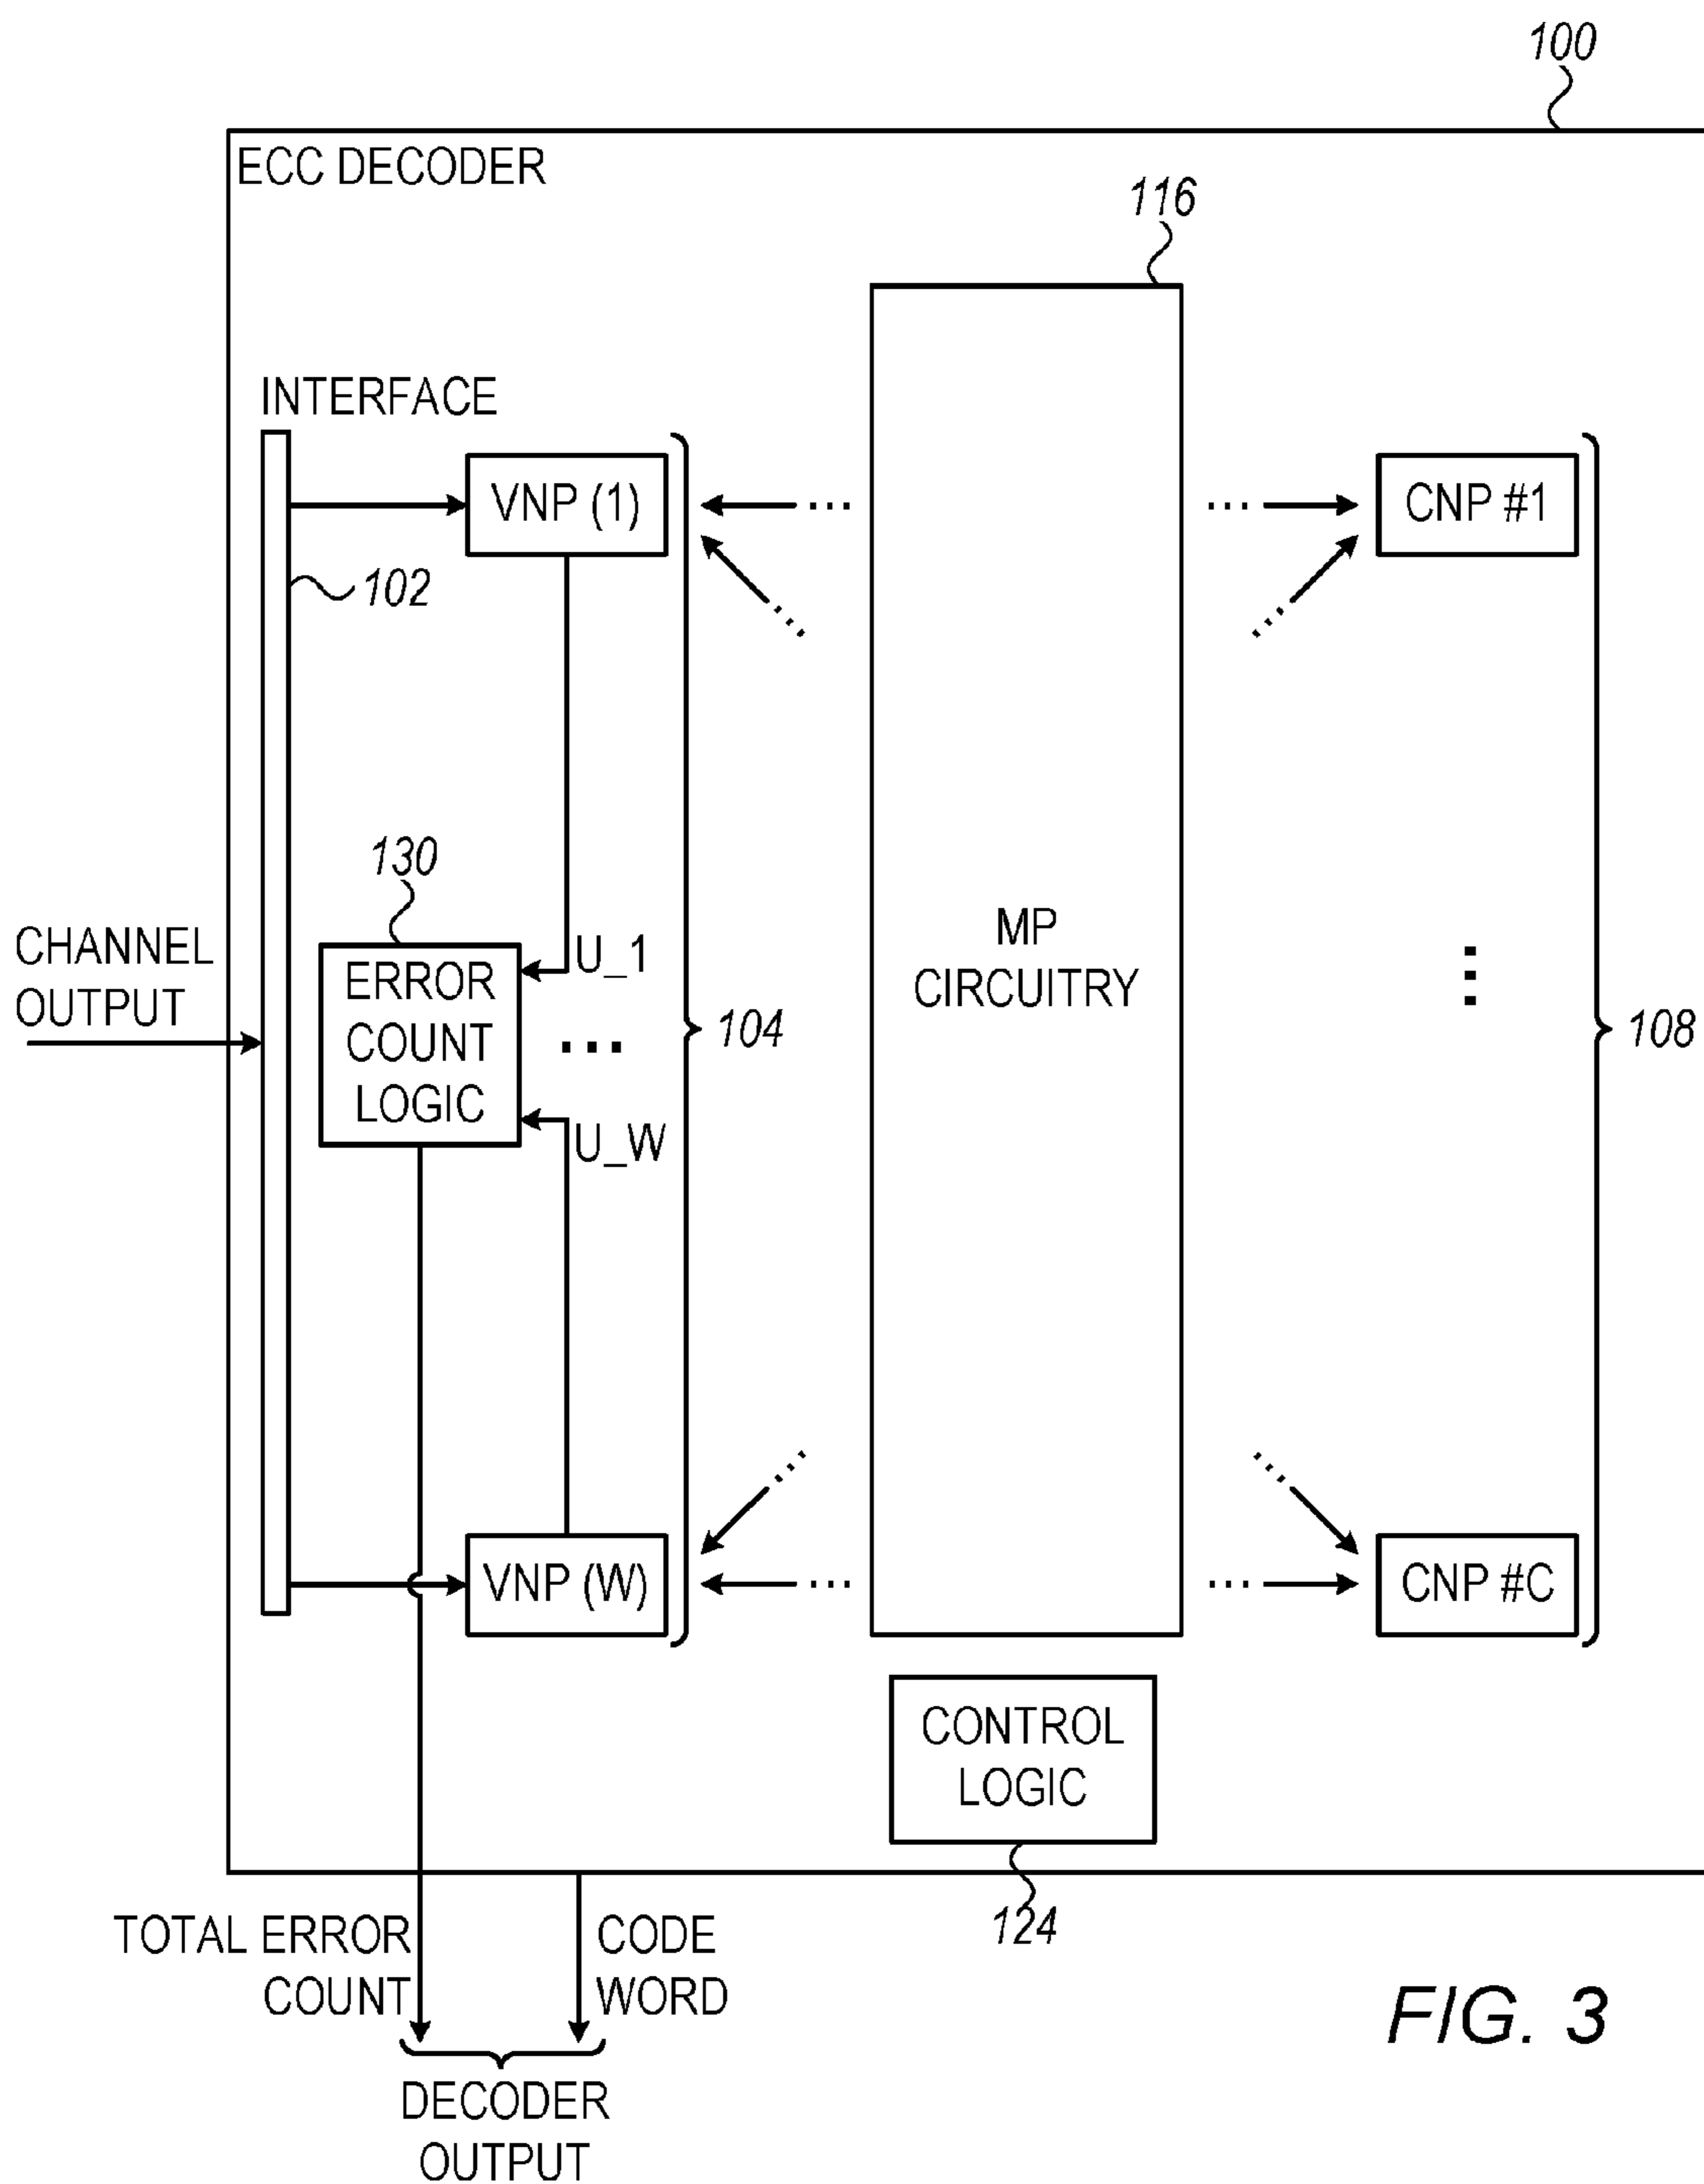 100
ECC DECODER
116
INTERFACE
VNP (1)
...
...
CNP #1
102
130
CHANNEL
OUTPUT
ERROR
COUNT
LOGIC
U_1
...
U_W
104
MP
CIRCUITRY
108
VNP (W)
...
...
CNP #C
CONTROL
LOGIC
124
TOTAL ERROR
COUNT
CODE
WORD
DECODER
OUTPUT
FIG. 3